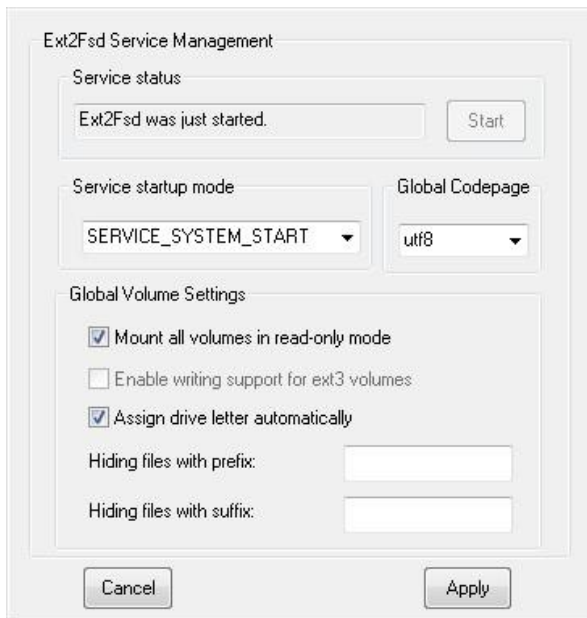 Ext2Fsd Service Management
Service status
Ext2Fsd was just started.
Start
Service startup mode
Global Codepage
SERVICE_SYSTEM_START
utf8
Global Volume Settings
Mount all volumes in read-only mode
Enable writing support for ext3 volumes
Assign drive letter automatically
Hiding files with prefix:
Hiding files with suffix:
Cancel
Apply